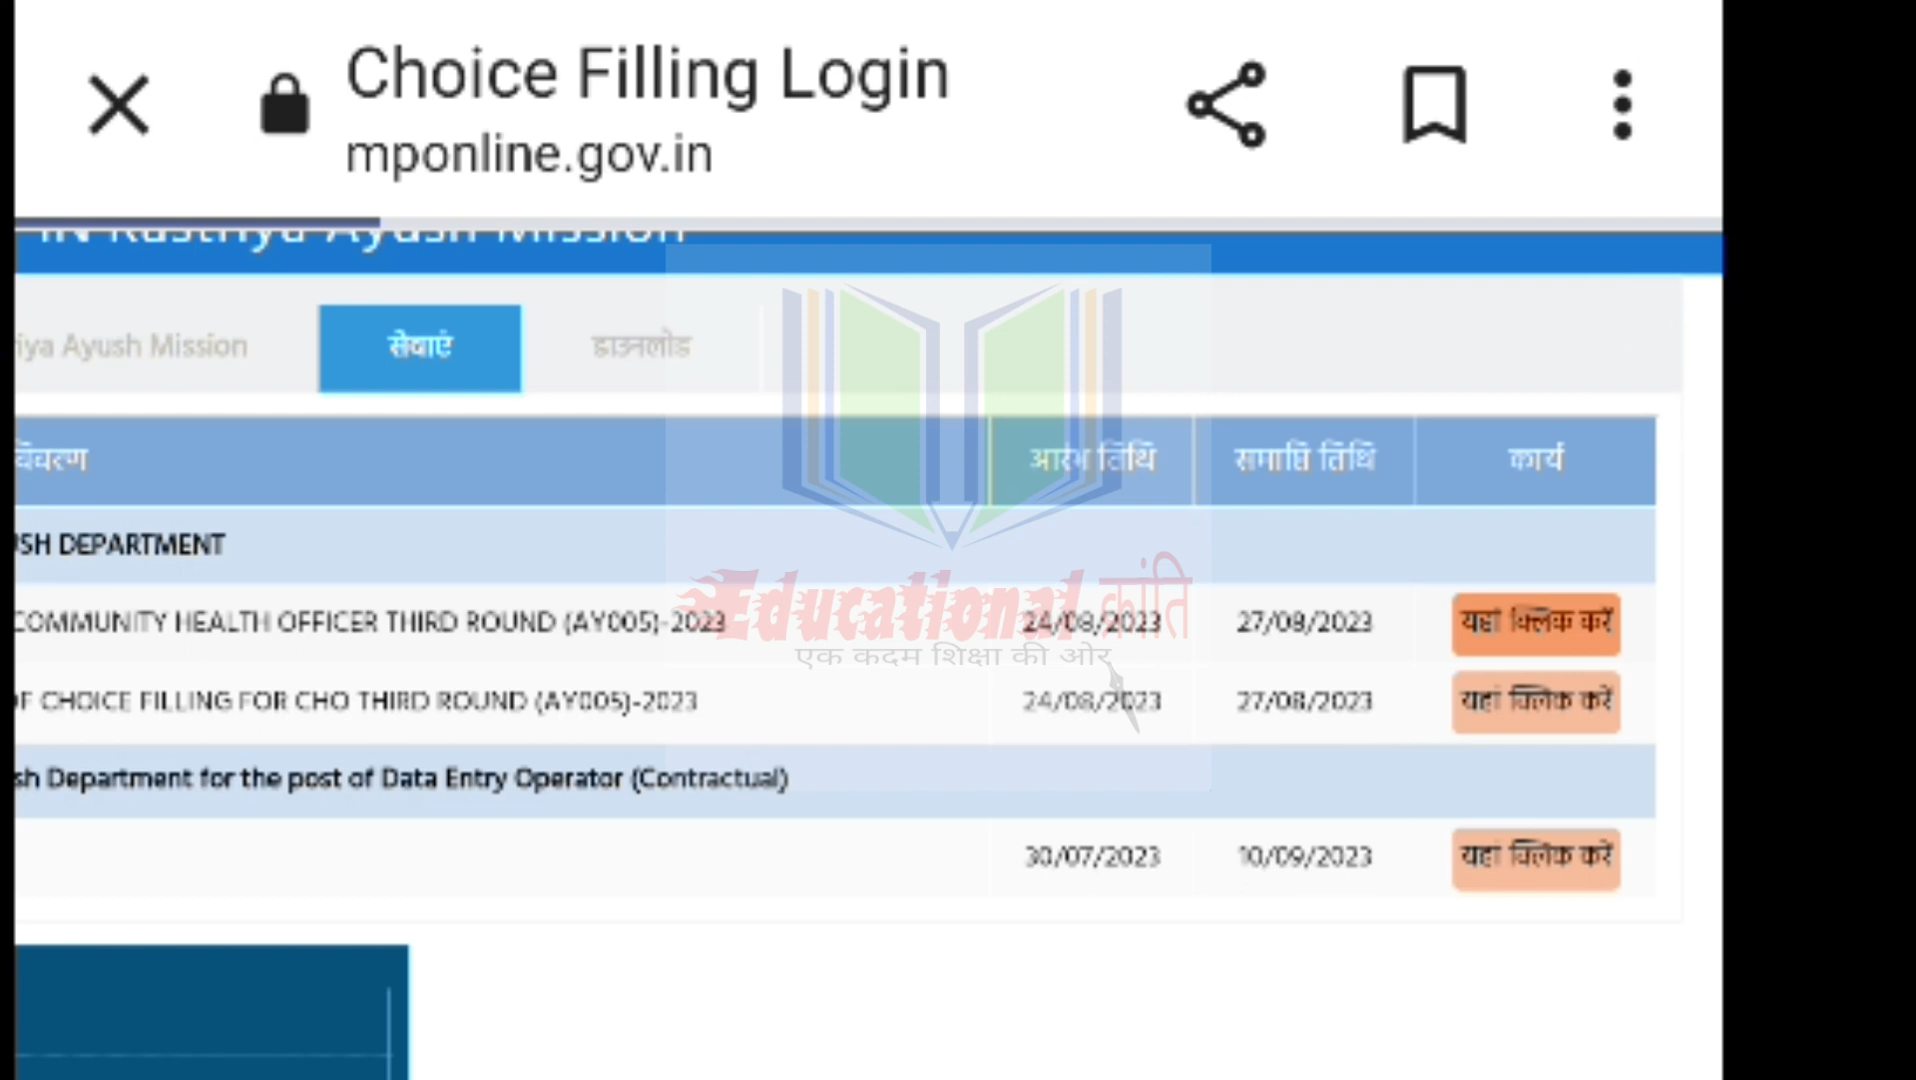 Choice Filling Login
mponline.gov.in
Rastriya Ayush Mission
iya Ayush Mission सेवाएं डाउनलोड
विवरण आरंभ तिथि समाप्ति तिथि कार्य
SH DEPARTMENT
COMMUNITY HEALTH OFFICER THIRD ROUND (AY005)-2023 24/08/2023 27/08/2023 यहां क्लिक करें
F CHOICE FILLING FOR CHO THIRD ROUND (AY005)-2023 24/08/2023 27/08/2023 यहां क्लिक करें
sh Department for the post of Data Entry Operator (Contractual)
30/07/2023 10/09/2023 यहां क्लिक करें
Educational क्रांति
एक कदम शिक्षा की ओर